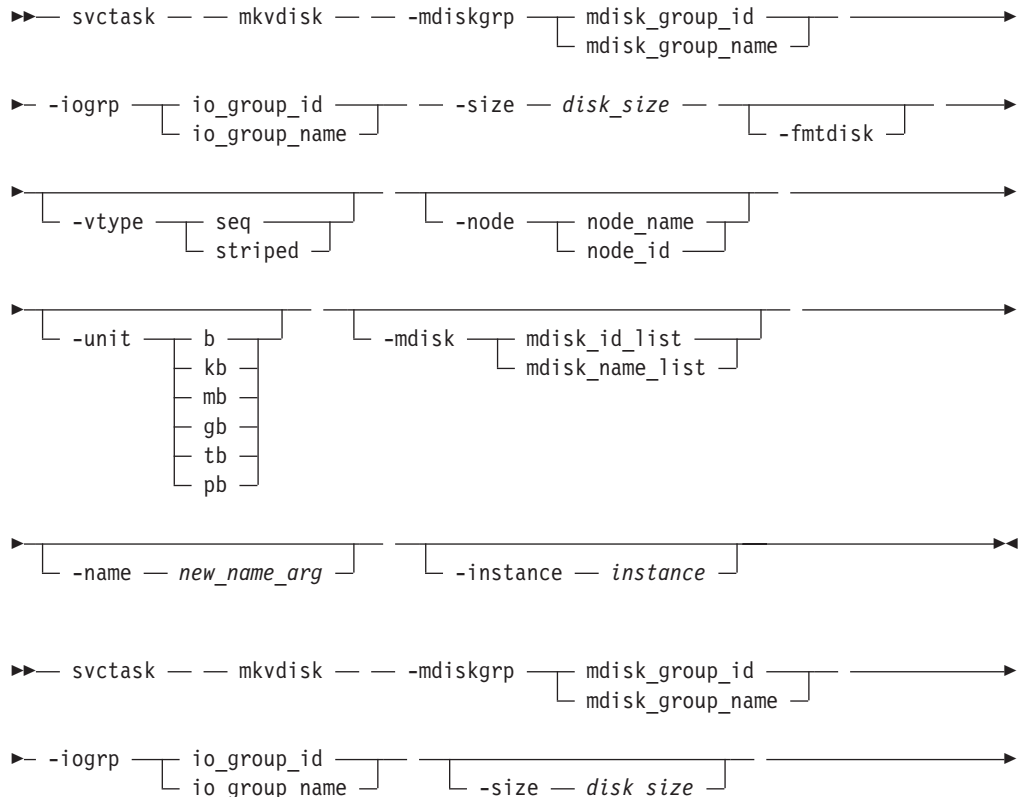 ►►— svctask — — mkvdisk — — -mdiskgrp — mdisk_group_id — — ►
mdisk_group_name
►— -iogrp — io_group_id — — -size — disk_size — — ►
io_group_name -fmtdisk
► — — ►
-vtype — seq -node — node_name
striped node_id
► — — ►
-unit — b -mdisk — mdisk_id_list
kb mdisk_name_list
mb
gb
tb
pb
► — — ►◄
-name — new_name_arg -instance — instance
►►— svctask — — mkvdisk — — -mdiskgrp — mdisk_group_id — — ►
mdisk_group_name
►— -iogrp — io_group_id — — ►
io_group_name -size — disk_size